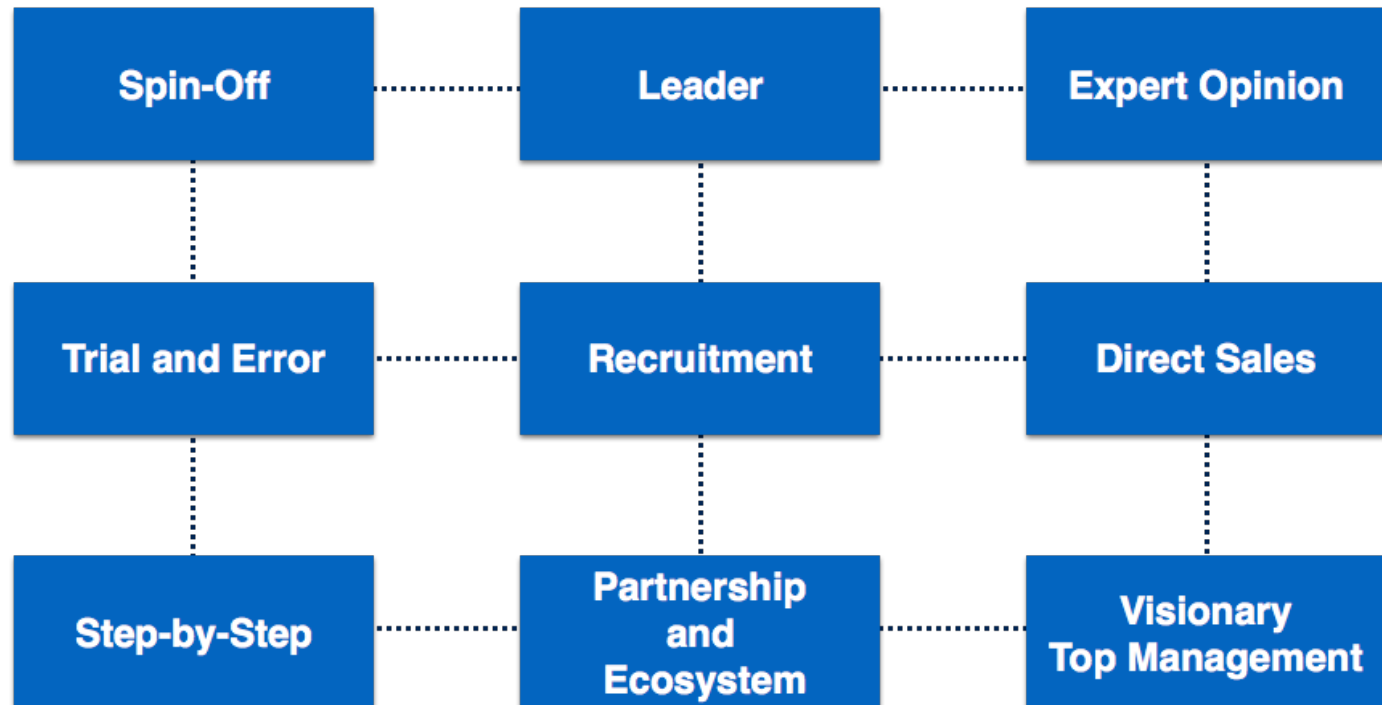 Spin-Off
Leader
Expert Opinion
Trial and Error
Recruitment
Direct Sales
Step-by-Step
Partnership
and
Ecosystem
Visionary
Top Management